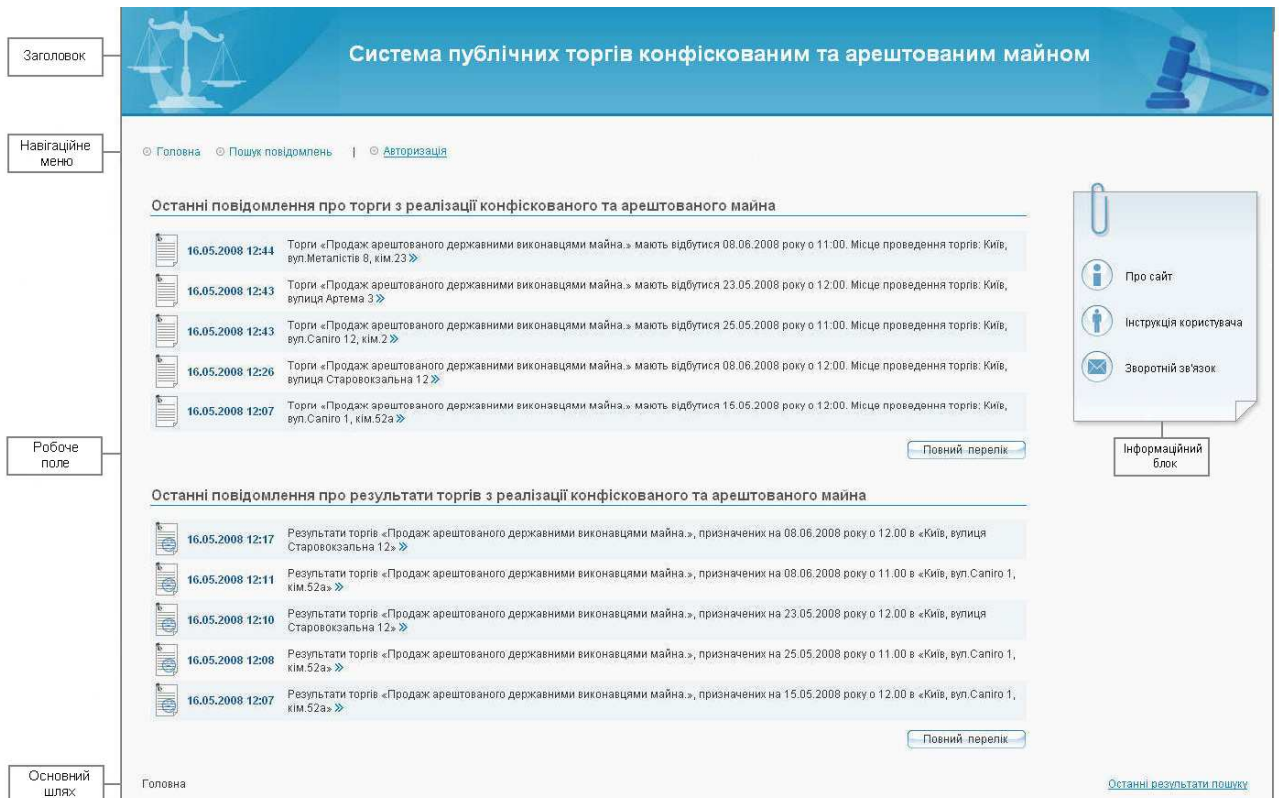 Заголовок
Система публічних торгів конфіскованим та арештованим майном
Навігаційне
меню
Головна Пошук повідомлень | Авторизація
Останні повідомлення про торги з реалізації конфіскованого та арештованого майна
16.05.2008 12:44 Торги «Продаж арештованого державними виконавцями майна.» мають відбутися 08.06.2008 року о 11:00. Місце проведення торгів: Київ,
вул.Металістів 8, кім.23 »
16.05.2008 12:43 Торги «Продаж арештованого державними виконавцями майна.» мають відбутися 23.05.2008 року о 12:00. Місце проведення торгів: Київ,
вулиця Артема 3 »
16.05.2008 12:43 Торги «Продаж арештованого державними виконавцями майна.» мають відбутися 25.05.2008 року о 11:00. Місце проведення торгів: Київ,
вул.Сапіго 12, кім.2 »
16.05.2008 12:26 Торги «Продаж арештованого державними виконавцями майна.» мають відбутися 08.06.2008 року о 12:00. Місце проведення торгів: Київ,
вулиця Старовокзальна 12 »
16.05.2008 12:07 Торги «Продаж арештованого державними виконавцями майна.» мають відбутися 15.05.2008 року о 12:00. Місце проведення торгів: Київ,
вул.Сапіго 1, кім.52а »
Повний перелік
Про сайт
Інструкція користувача
Зворотній зв'язок
Інформаційний
блок
Робоче
поле
Останні повідомлення про результати торгів з реалізації конфіскованого та арештованого майна
16.05.2008 12:17 Результати торгів «Продаж арештованого державними виконавцями майна.», призначених на 08.06.2008 року о 12.00 в «Київ, вулиця
Старовокзальна 12» »
16.05.2008 12:11 Результати торгів «Продаж арештованого державними виконавцями майна.», призначених на 08.06.2008 року о 11.00 в «Київ, вул.Сапіго 1,
кім.52а» »
16.05.2008 12:10 Результати торгів «Продаж арештованого державними виконавцями майна.», призначених на 23.05.2008 року о 12.00 в «Київ, вулиця
Старовокзальна 12» »
16.05.2008 12:08 Результати торгів «Продаж арештованого державними виконавцями майна.», призначених на 25.05.2008 року о 11.00 в «Київ, вул.Сапіго 1,
кім.52а» »
16.05.2008 12:07 Результати торгів «Продаж арештованого державними виконавцями майна.», призначених на 15.05.2008 року о 12.00 в «Київ, вул.Сапіго 1,
кім.52а» »
Повний перелік
Основний
шлях
Головна
Останні результати пошуку